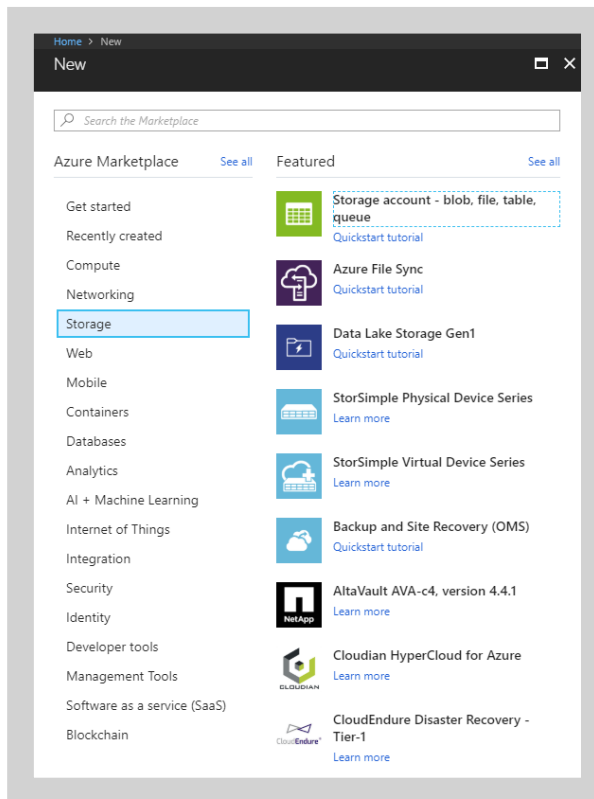 Home > New
New
Search the Marketplace
Azure Marketplace See all
Get started
Recently created
Compute
Networking
Storage
Web
Mobile
Containers
Databases
Analytics
AI + Machine Learning
Internet of Things
Integration
Security
Identity
Developer tools
Management Tools
Software as a service (SaaS)
Blockchain
Featured See all
Storage account - blob, file, table,
queue
Quickstart tutorial
Azure File Sync
Quickstart tutorial
Data Lake Storage Gen1
Quickstart tutorial
StorSimple Physical Device Series
Learn more
StorSimple Virtual Device Series
Learn more
Backup and Site Recovery (OMS)
Quickstart tutorial
NetApp
AltaVault AVA-c4, version 4.4.1
Learn more
CLOUDIAN
Cloudian HyperCloud for Azure
Learn more
CloudEndure
CloudEndure Disaster Recovery -
Tier-1
Learn more